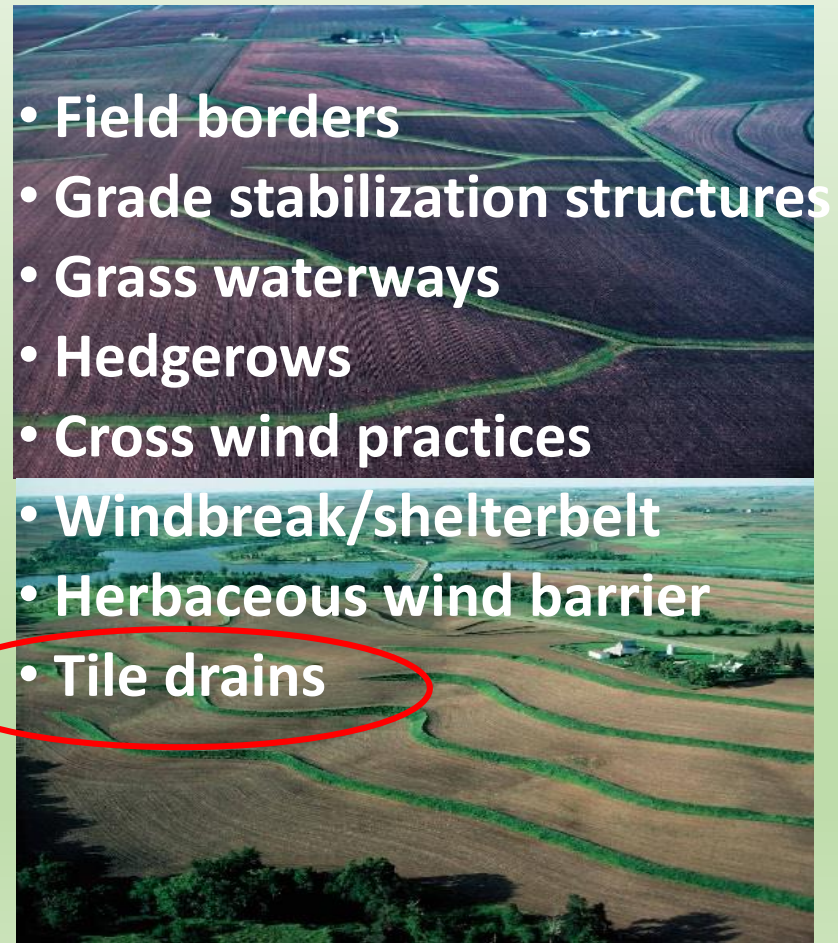 • Field borders
• Grade stabilization structures
• Grass waterways
• Hedgerows
• Cross wind practices
• Windbreak/shelterbelt
• Herbaceous wind barrier
• Tile drains